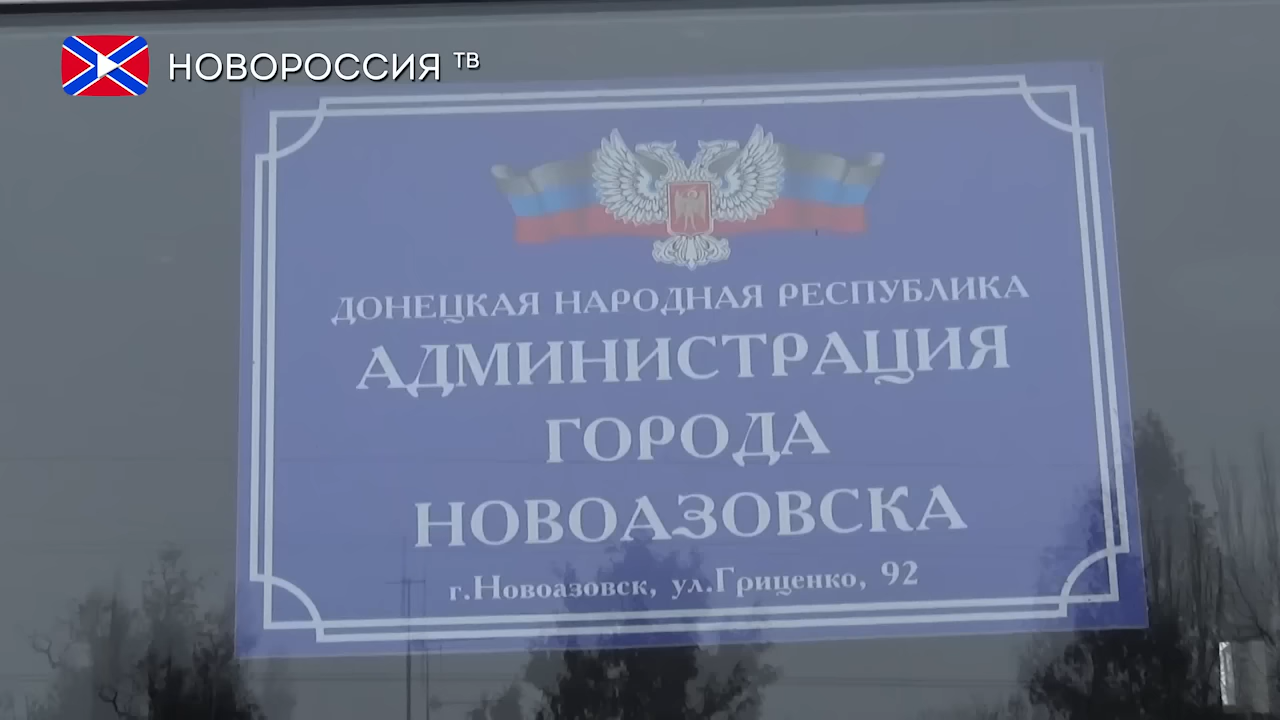 НОВОРОССИЯ ТВ
ДОНЕЦКАЯ НАРОДНАЯ РЕСПУБЛИКА
АДМИНИСТРАЦИЯ
ГОРОДА
НОВОАЗОВСКА
г.Новоазовск, ул.Гриценко, 92